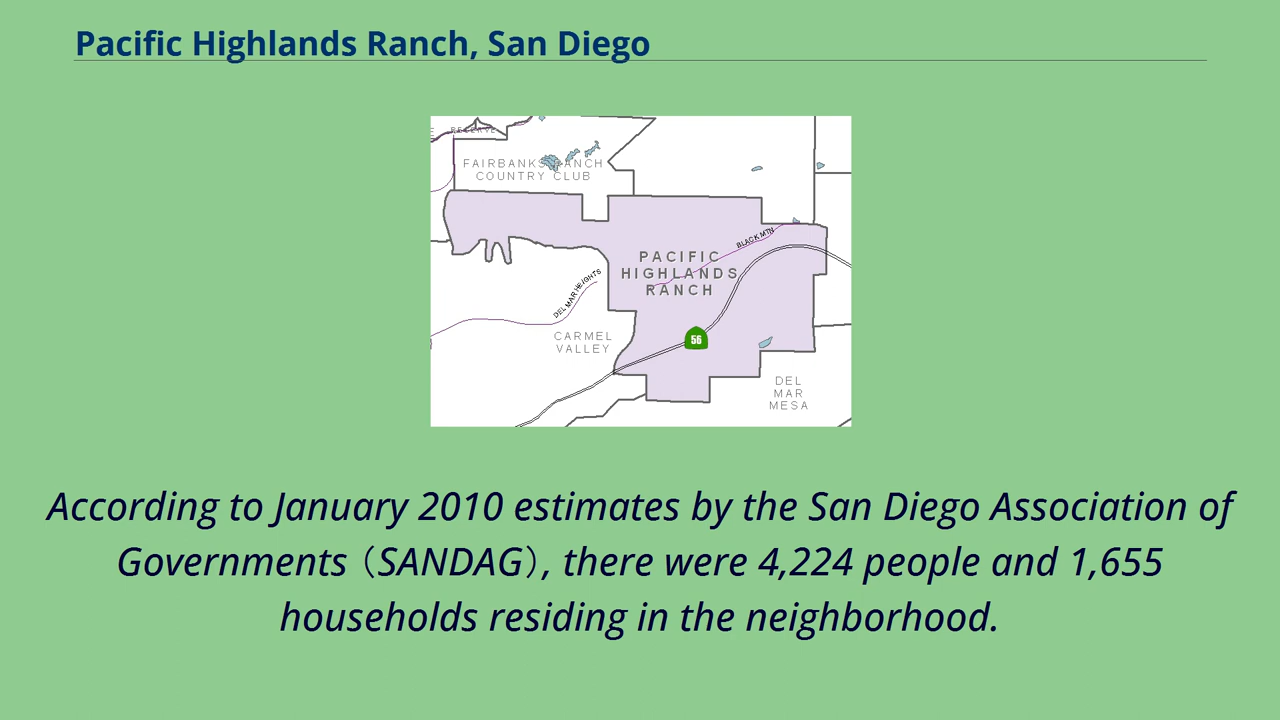 Pacific Highlands Ranch, San Diego
RESERVE
FAIRBANKS RANCH
COUNTRY CLUB
BLACK MTN
PACIFIC
HIGHLANDS
RANCH
DEL MAR HEIGHTS
56
CARMEL
VALLEY
DEL
MAR
MESA
According to January 2010 estimates by the San Diego Association of
Governments (SANDAG), there were 4,224 people and 1,655
households residing in the neighborhood.